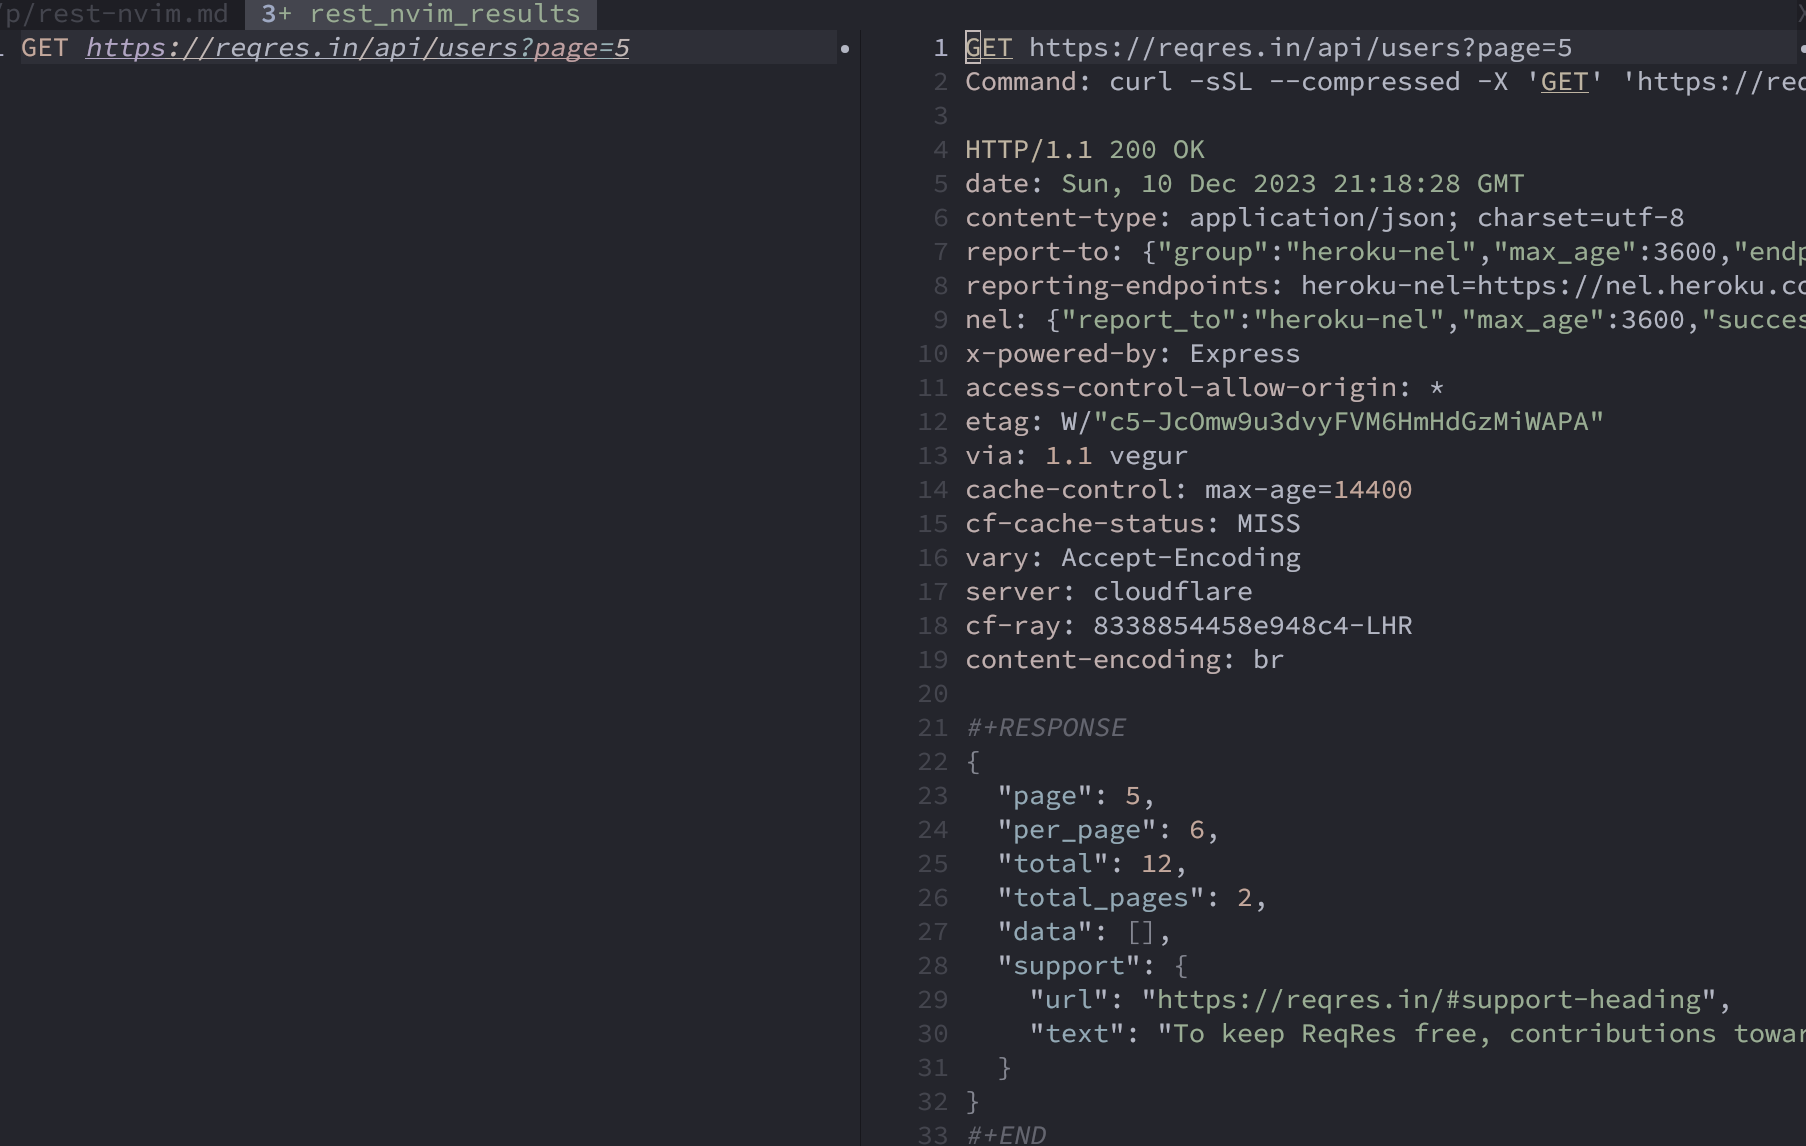 /p/rest-nvim.md 3+ rest_nvim_results
GET https://reqres.in/api/users?page=5
1 GET https://reqres.in/api/users?page=5
2 Command: curl -sSL --compressed -X 'GET' 'https://req
3
4 HTTP/1.1 200 OK
5 date: Sun, 10 Dec 2023 21:18:28 GMT
6 content-type: application/json; charset=utf-8
7 report-to: {"group":"heroku-nel","max_age":3600,"endp
8 reporting-endpoints: heroku-nel=https://nel.heroku.co
9 nel: {"report_to":"heroku-nel","max_age":3600,"succes
10 x-powered-by: Express
11 access-control-allow-origin: *
12 etag: W/"c5-JcOmw9u3dvyFVM6HmHdGzMiWAPA"
13 via: 1.1 vegur
14 cache-control: max-age=14400
15 cf-cache-status: MISS
16 vary: Accept-Encoding
17 server: cloudflare
18 cf-ray: 8338854458e948c4-LHR
19 content-encoding: br
20
21 #+RESPONSE
22 {
23 "page": 5,
24 "per_page": 6,
25 "total": 12,
26 "total_pages": 2,
27 "data": [],
28 "support": {
29 "url": "https://reqres.in/#support-heading",
30 "text": "To keep ReqRes free, contributions towar
31 }
32 }
33 #+END